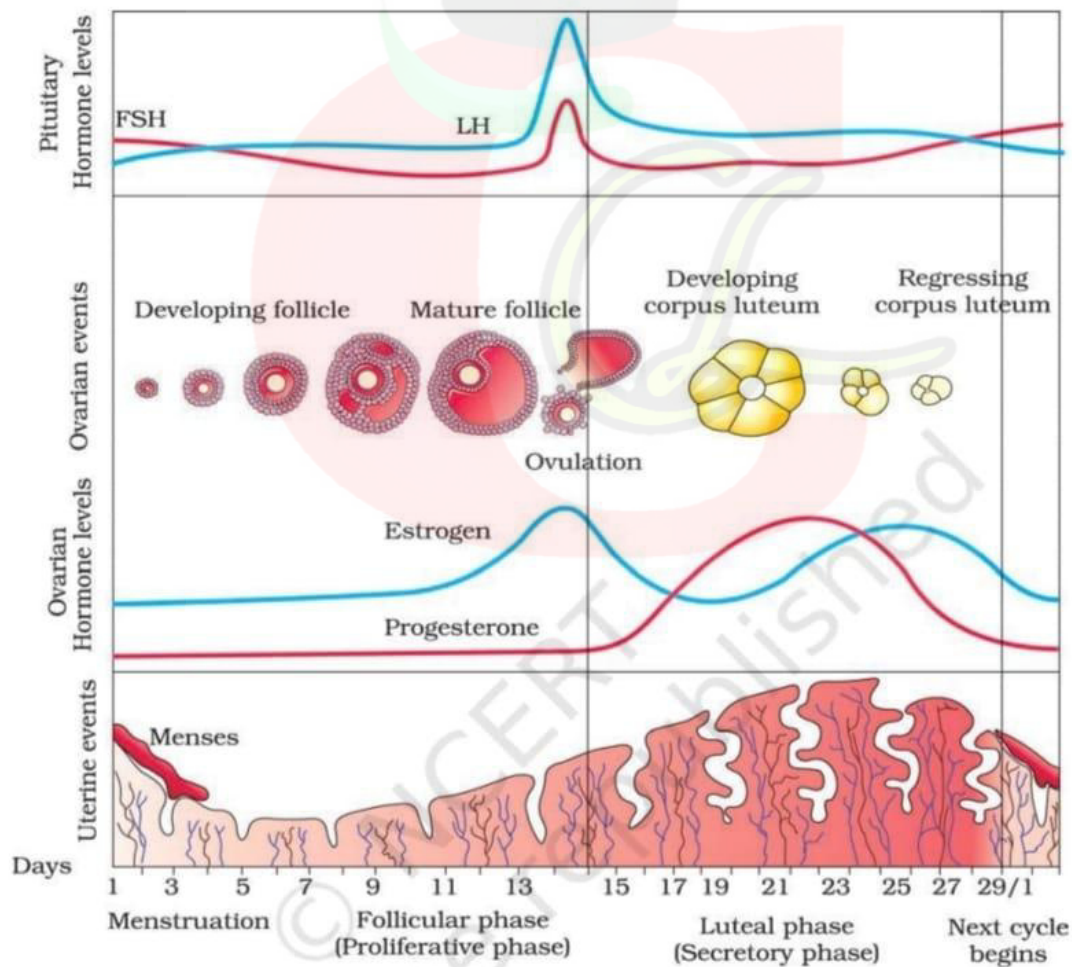 Pituitary
Hormone levels
FSH
LH
Ovarian events
Developing follicle
Mature follicle
Developing
corpus luteum
Regressing
corpus luteum
Ovulation
Ovarian
Hormone levels
Estrogen
Progesterone
Uterine events
Menses
Days
1 3 5 7 9 11 13 15 17 19 21 23 25 27 29/1
Menstruation
Follicular phase
(Proliferative phase)
Luteal phase
(Secretory phase)
Next cycle
begins
© NCERT
republished